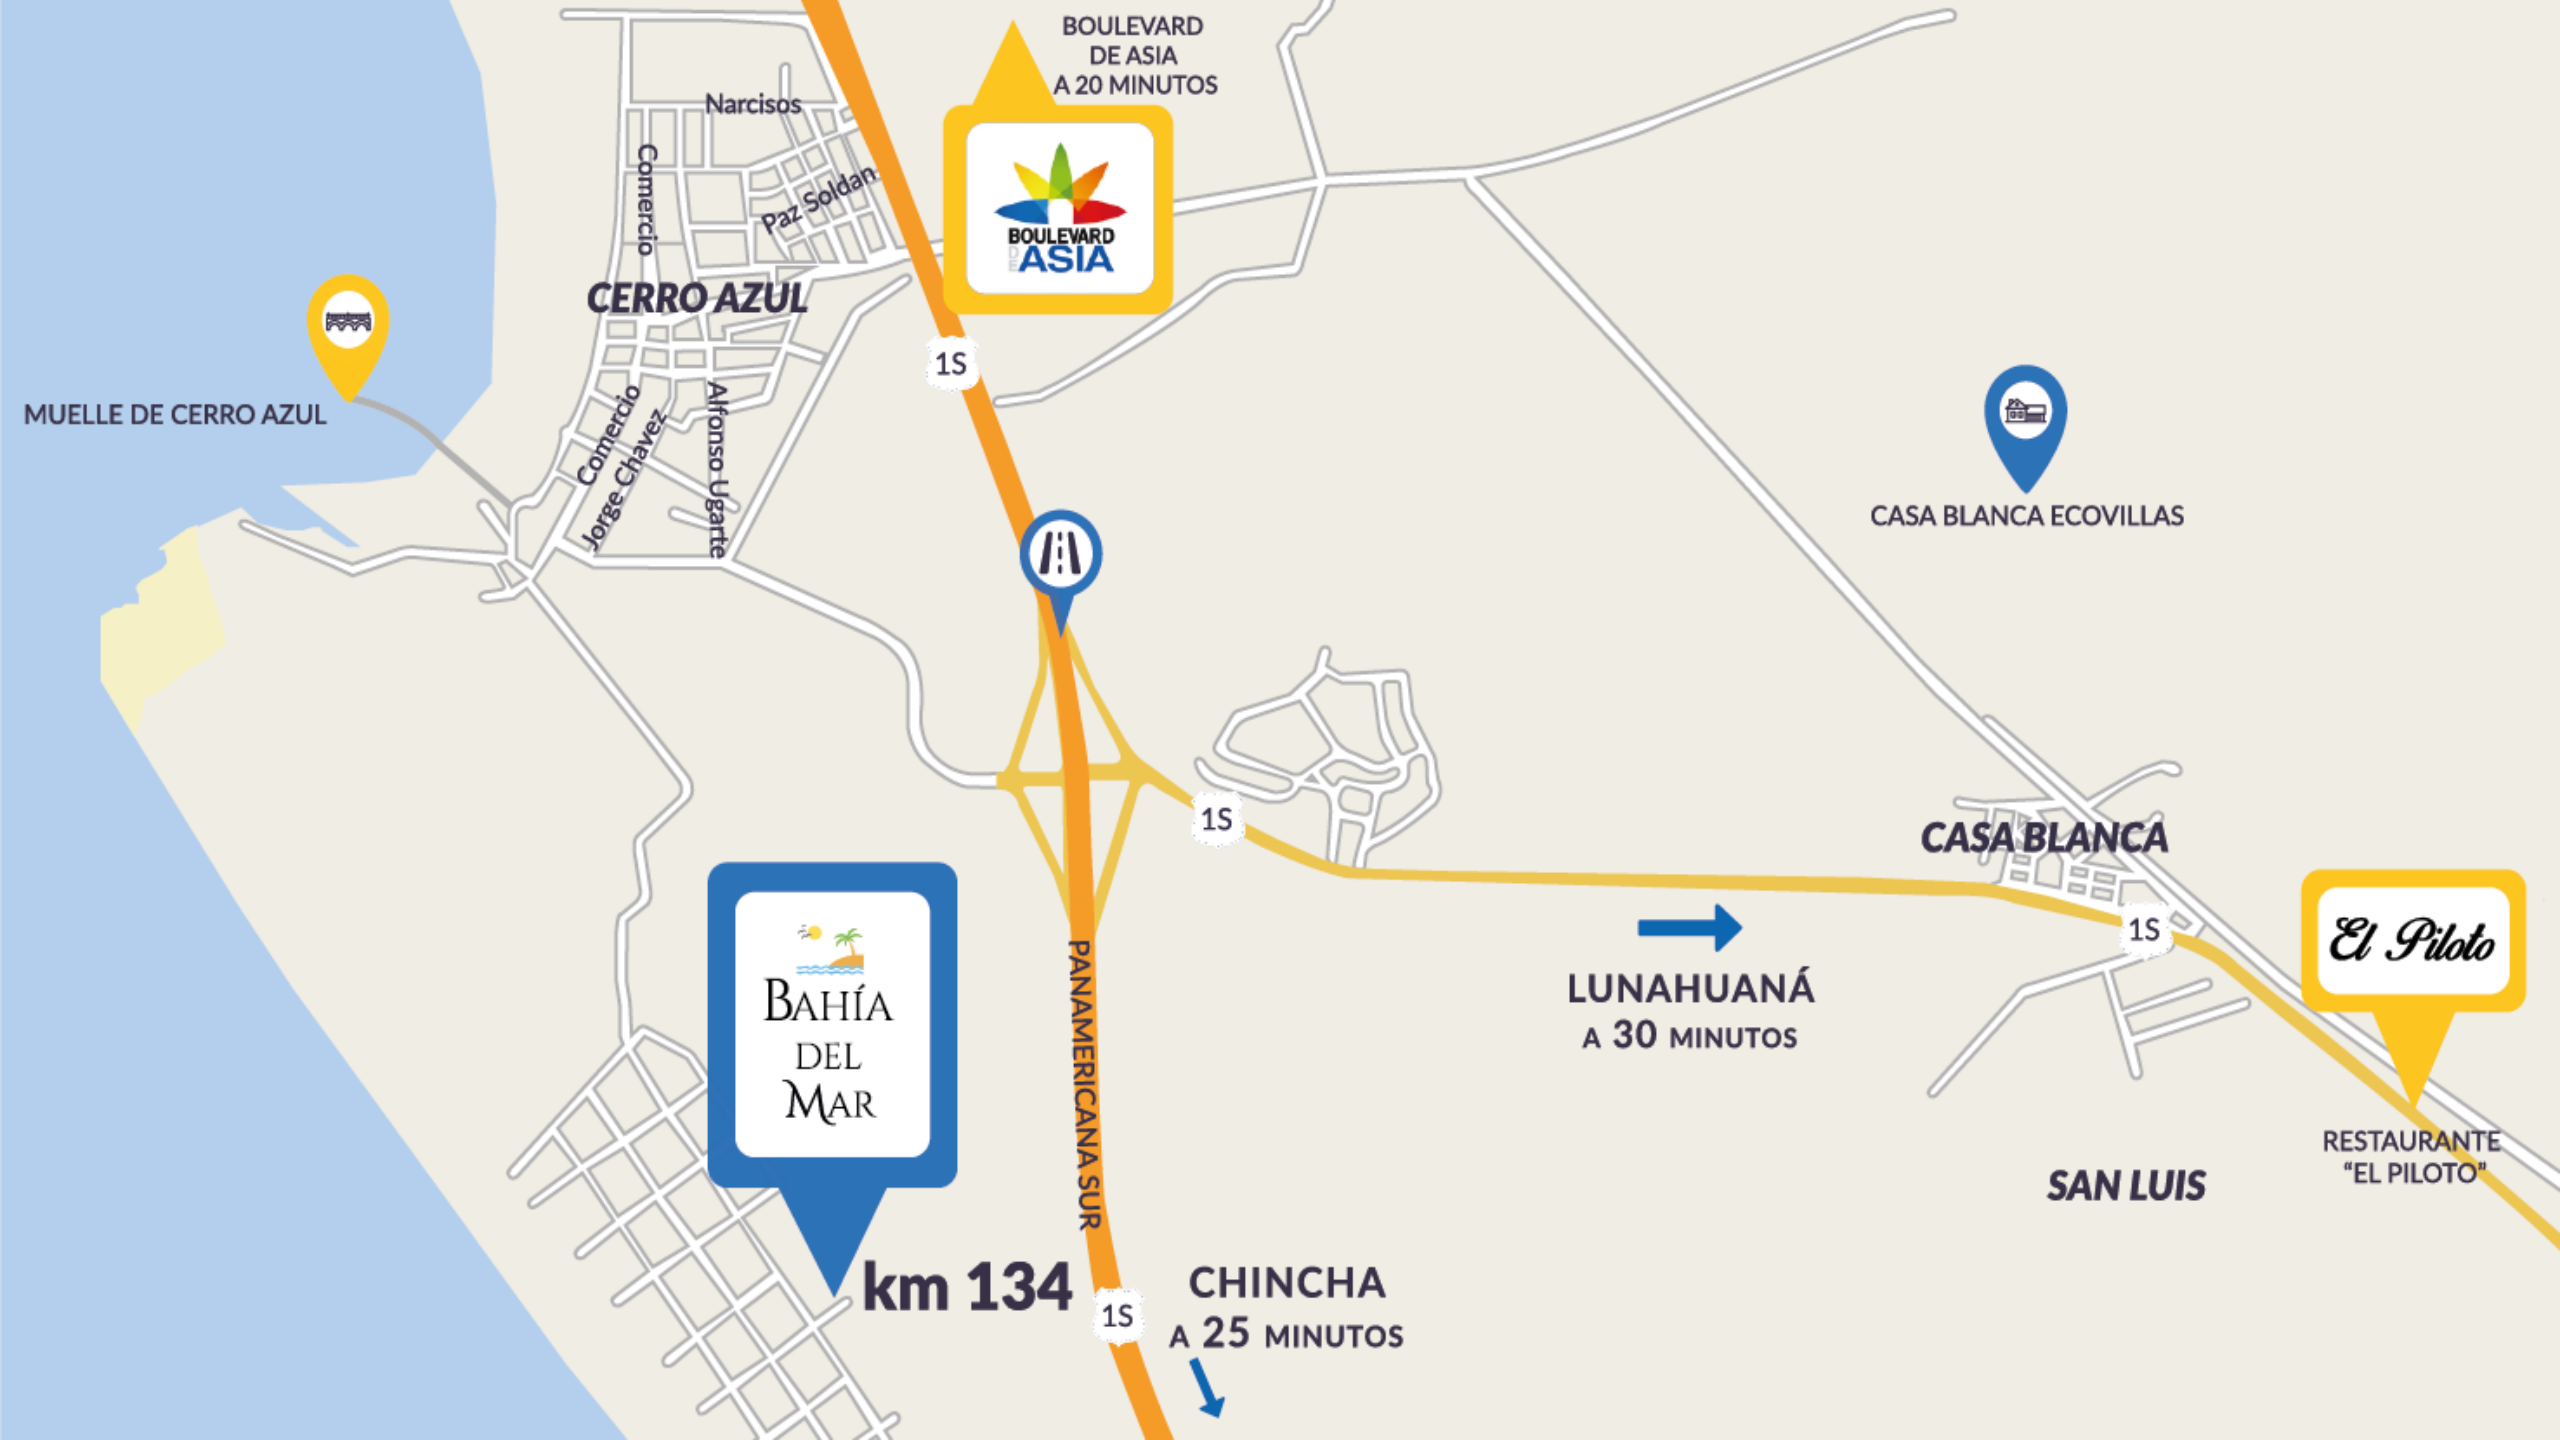 BOULEVARD
DE ASIA
A 20 MINUTOS
Narcisos
Comercio
Paz Soldan
BOULEVARD
DE
ASIA
CERRO AZUL
1S
MUELLE DE CERRO AZUL
Comercio
Jorge Chavez
Alfonso Ugarte
CASA BLANCA ECOVILLAS
1S
CASA BLANCA
1S
El Piloto
BAHÍA
DEL
MAR
PANAMERICANA SUR
LUNAHUANÁ
A 30 MINUTOS
RESTAURANTE
“EL PILOTO”
SAN LUIS
km 134
1S
CHINCHA
A 25 MINUTOS